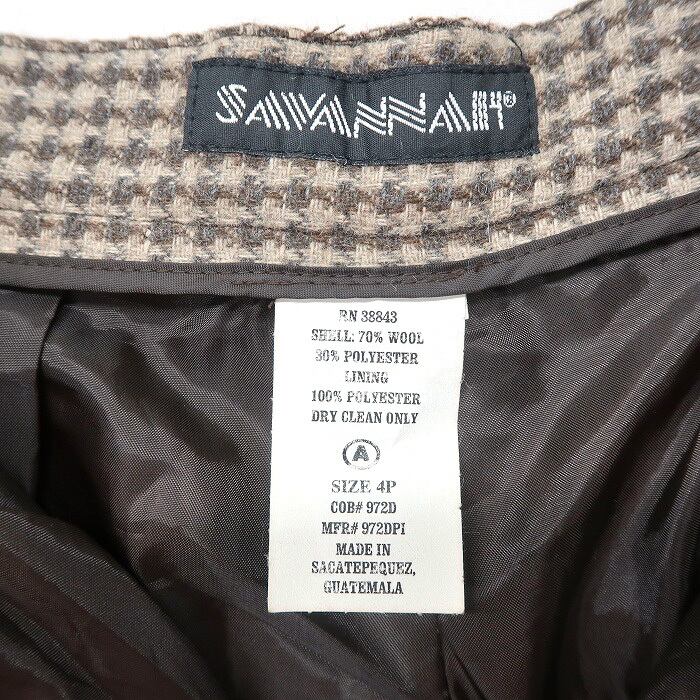 SAVANNAH®
RN 38843
SHELL: 70% WOOL
30% POLYESTER
LINING
100% POLYESTER
DRY CLEAN ONLY
A
SIZE 4P
COB# 972D
MFR# 972DPI
MADE IN
SACATEPEQUEZ,
GUATEMALA